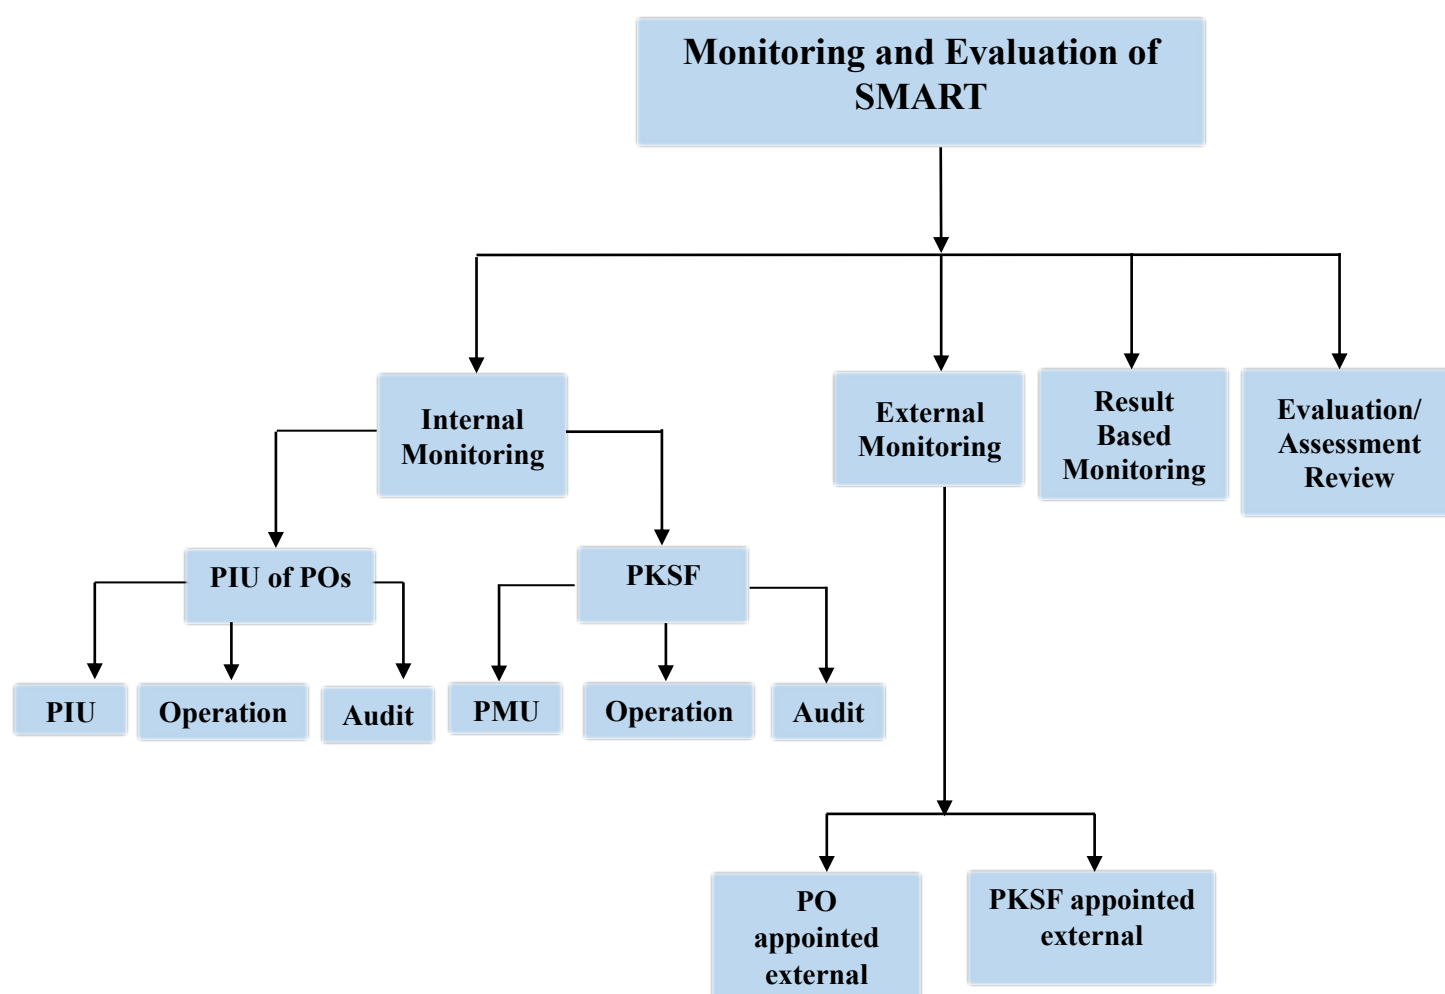 Monitoring and Evaluation of
SMART
Internal
Monitoring
External
Monitoring
Result
Based
Monitoring
Evaluation/
Assessment
Review
PIU of POs
PKSF
PIU
Operation
Audit
PMU
Operation
Audit
PO
appointed
external
PKSF appointed
external